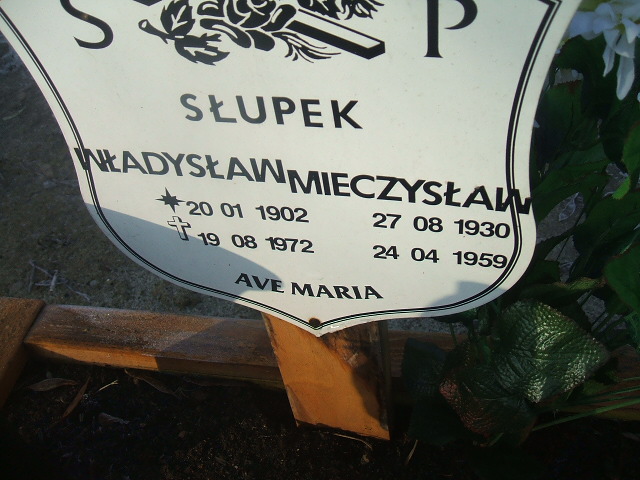 S P
SŁUPEK
WŁADYSŁAW MIECZYSŁAW
20 01 1902 27 08 1930
19 08 1972 24 04 1959
AVE MARIA